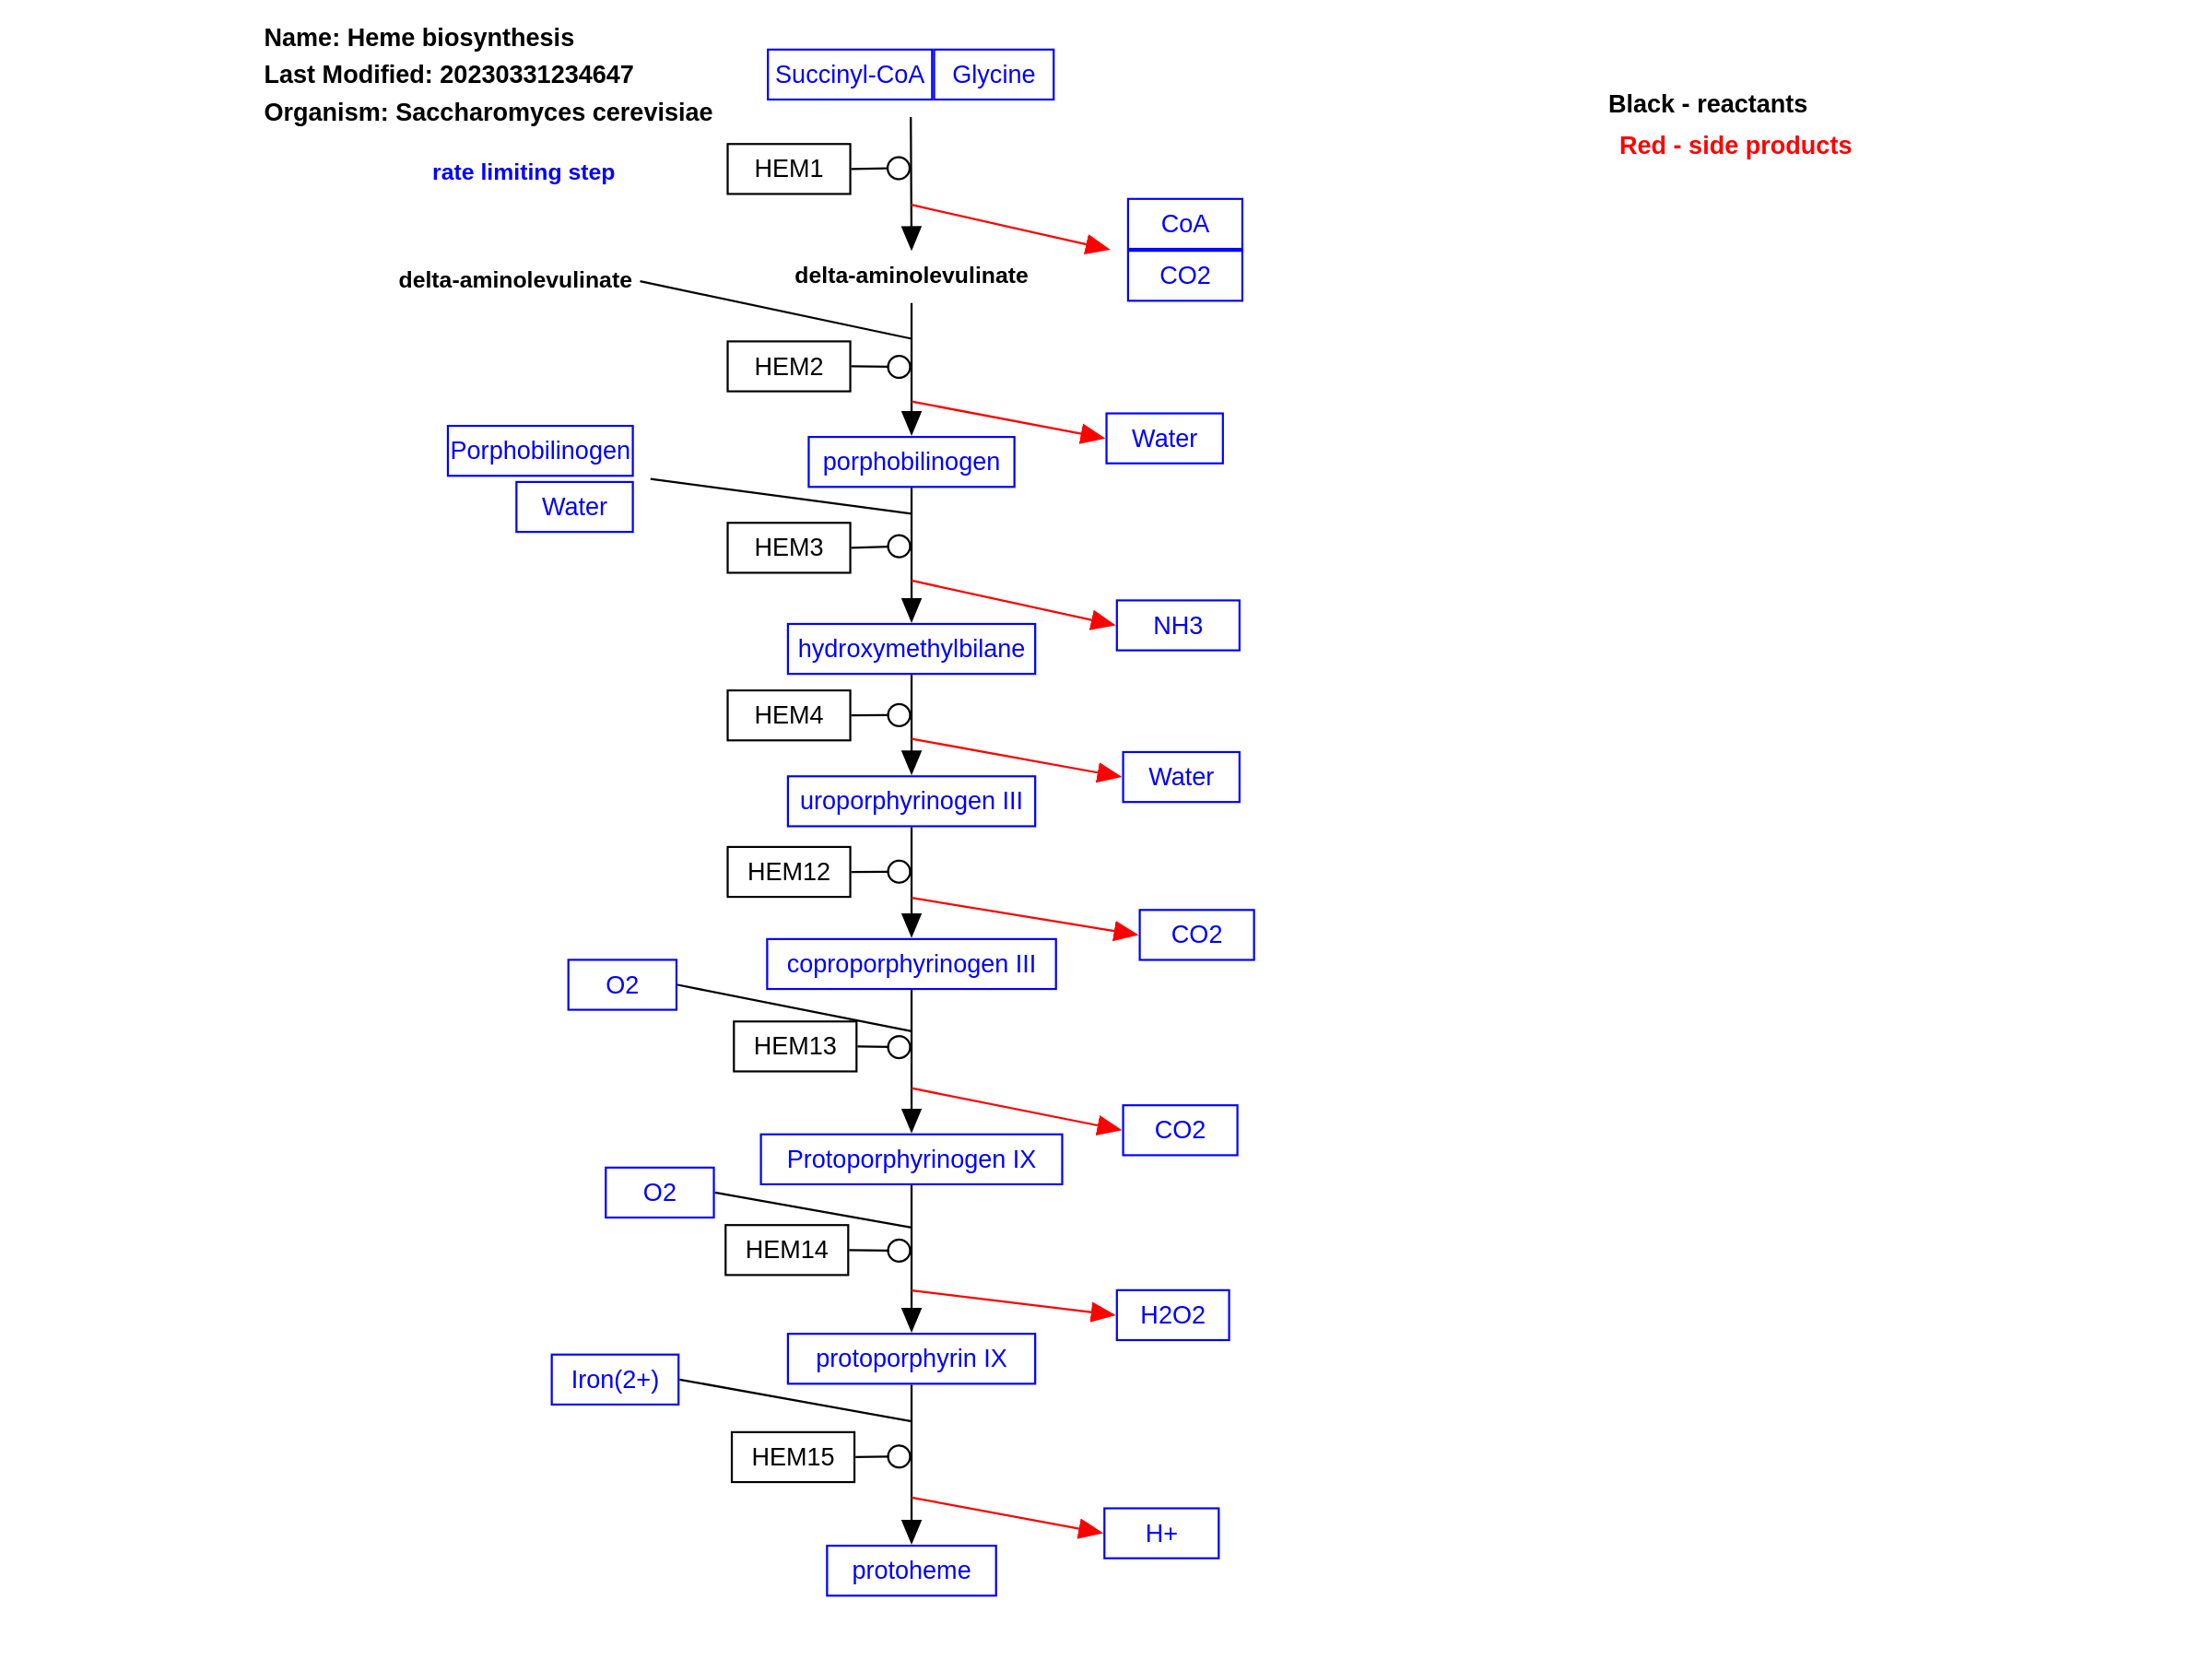 Name: Heme biosynthesis
Last Modified: 20230331234647
Organism: Saccharomyces cerevisiae
Succinyl-CoA
Glycine
Black - reactants
Red - side products
rate limiting step
HEM1
CoA
CO2
delta-aminolevulinate
delta-aminolevulinate
HEM2
Water
Porphobilinogen
porphobilinogen
Water
HEM3
NH3
hydroxymethylbilane
HEM4
Water
uroporphyrinogen III
HEM12
CO2
coproporphyrinogen III
O2
HEM13
CO2
Protoporphyrinogen IX
O2
HEM14
H2O2
protoporphyrin IX
Iron(2+)
HEM15
H+
protoheme